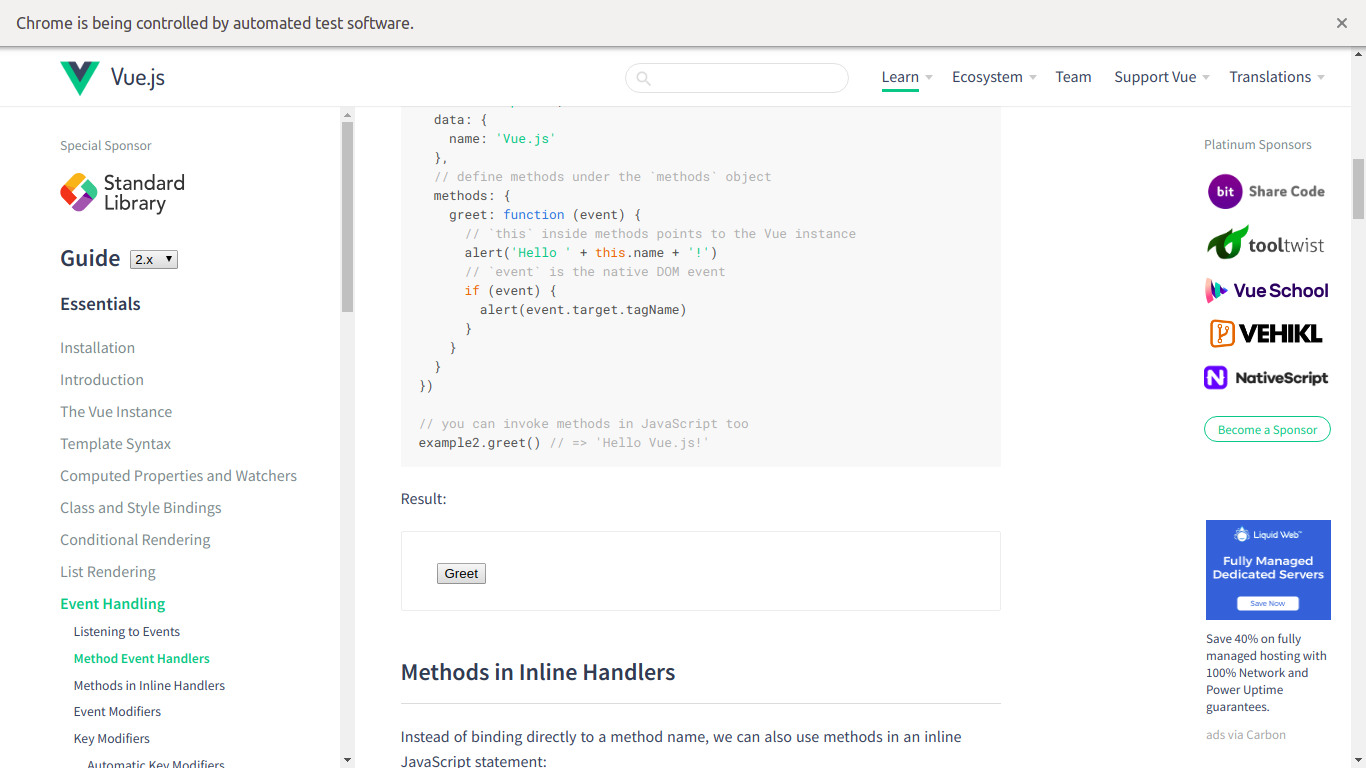 Chrome is being controlled by automated test software.
Vue.js
Learn
Ecosystem
Team
Support Vue
Translations
Special Sponsor
Standard
Library
Guide 2.x
Essentials
Installation
Introduction
The Vue Instance
Template Syntax
Computed Properties and Watchers
Class and Style Bindings
Conditional Rendering
List Rendering
Event Handling
Listening to Events
Method Event Handlers
Methods in Inline Handlers
Event Modifiers
Key Modifiers
Automatic Key Modifiers
data: {
name: 'Vue.js'
},
// define methods under the `methods` object
methods: {
greet: function (event) {
// `this` inside methods points to the Vue instance
alert('Hello ' + this.name + '!')
// `event` is the native DOM event
if (event) {
alert(event.target.tagName)
}
}
}
})
// you can invoke methods in JavaScript too
example2.greet() // => 'Hello Vue.js!'
Result:
Greet
Methods in Inline Handlers
Instead of binding directly to a method name, we can also use methods in an inline
JavaScript statement:
Platinum Sponsors
bit Share Code
tooltwist
Vue School
VEHIKL
NativeScript
Become a Sponsor
Liquid Web
Fully Managed
Dedicated Servers
Save Now
Save 40% on fully
managed hosting with
100% Network and
Power Uptime
guarantees.
ads via Carbon